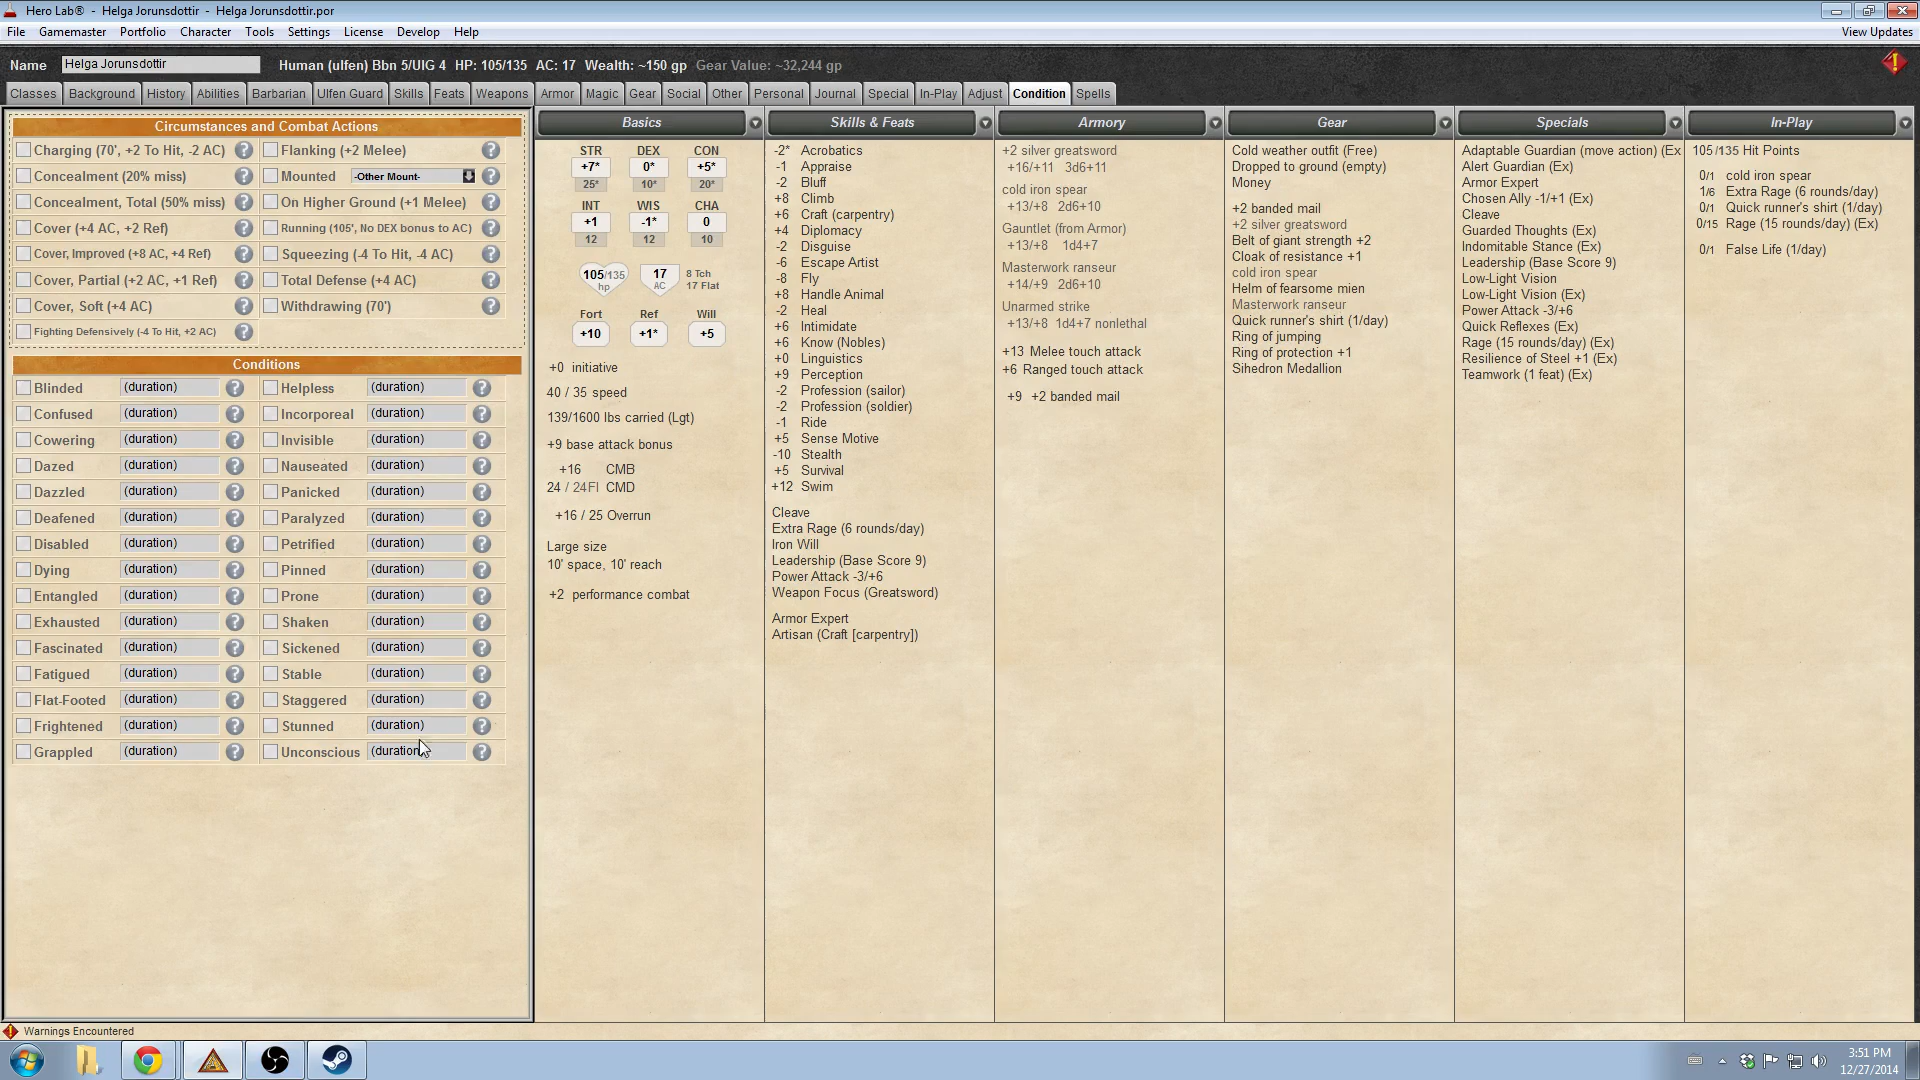 Hero Lab® - Helga Jorunsdottir - Helga Jorunsdottir.por
File Gamemaster Portfolio Character Tools Settings License Develop Help View Updates
Name Helga Jorunsdottir Human (ulfen) Bbn 5/UIG 4 HP: 105/135 AC: 17 Wealth: ~150 gp Gear Value: ~32,244 gp
Classes Background History Abilities Barbarian Ulfen Guard Skills Feats Weapons Armor Magic Gear Social Other Personal Journal Special In-Play Adjust Condition Spells
Circumstances and Combat Actions
Charging (70', +2 To Hit, -2 AC) ? Flanking (+2 Melee) ?
Concealment (20% miss) ? Mounted -Other Mount- ?
Concealment, Total (50% miss) ? On Higher Ground (+1 Melee) ?
Cover (+4 AC, +2 Ref) ? Running (105', No DEX bonus to AC) ?
Cover, Improved (+8 AC, +4 Ref) ? Squeezing (-4 To Hit, -4 AC) ?
Cover, Partial (+2 AC, +1 Ref) ? Total Defense (+4 AC) ?
Cover, Soft (+4 AC) ? Withdrawing (70') ?
Fighting Defensively (-4 To Hit, +2 AC) ?
Conditions
Blinded (duration) ? Helpless (duration) ?
Confused (duration) ? Incorporeal (duration) ?
Cowering (duration) ? Invisible (duration) ?
Dazed (duration) ? Nauseated (duration) ?
Dazzled (duration) ? Panicked (duration) ?
Deafened (duration) ? Paralyzed (duration) ?
Disabled (duration) ? Petrified (duration) ?
Dying (duration) ? Pinned (duration) ?
Entangled (duration) ? Prone (duration) ?
Exhausted (duration) ? Shaken (duration) ?
Fascinated (duration) ? Sickened (duration) ?
Fatigued (duration) ? Stable (duration) ?
Flat-Footed (duration) ? Staggered (duration) ?
Frightened (duration) ? Stunned (duration) ?
Grappled (duration) ? Unconscious (duration) ?
Basics
STR DEX CON
+7* 0* +5*
25* 10* 20*
INT WIS CHA
+1 -1* 0
12 12 10
105/135 hp 17 AC 8 Tch
17 Flat
Fort Ref Will
+10 +1* +5
+0 initiative
40 / 35 speed
139/1600 lbs carried (Lgt)
+9 base attack bonus
+16 CMB
24 / 24Fl CMD
+16 / 25 Overrun
Large size
10' space, 10' reach
+2 performance combat
Skills & Feats
-2* Acrobatics
-1 Appraise
-2 Bluff
+8 Climb
+6 Craft (carpentry)
+4 Diplomacy
-2 Disguise
-6 Escape Artist
-8 Fly
+8 Handle Animal
-2 Heal
+6 Intimidate
+6 Know (Nobles)
+0 Linguistics
+9 Perception
-2 Profession (sailor)
-2 Profession (soldier)
-1 Ride
+5 Sense Motive
-10 Stealth
+5 Survival
+12 Swim
Cleave
Extra Rage (6 rounds/day)
Iron Will
Leadership (Base Score 9)
Power Attack -3/+6
Weapon Focus (Greatsword)
Armor Expert
Artisan (Craft [carpentry])
Armory
+2 silver greatsword
+16/+11 3d6+11
cold iron spear
+13/+8 2d6+10
Gauntlet (from Armor)
+13/+8 1d4+7
Masterwork ranseur
+14/+9 2d6+10
Unarmed strike
+13/+8 1d4+7 nonlethal
+13 Melee touch attack
+6 Ranged touch attack
+9 +2 banded mail
Gear
Cold weather outfit (Free)
Dropped to ground (empty)
Money
+2 banded mail
+2 silver greatsword
Belt of giant strength +2
Cloak of resistance +1
cold iron spear
Helm of fearsome mien
Masterwork ranseur
Quick runner's shirt (1/day)
Ring of jumping
Ring of protection +1
Sihedron Medallion
Specials
Adaptable Guardian (move action) (Ex
Alert Guardian (Ex)
Armor Expert
Chosen Ally -1/+1 (Ex)
Cleave
Guarded Thoughts (Ex)
Indomitable Stance (Ex)
Leadership (Base Score 9)
Low-Light Vision
Low-Light Vision (Ex)
Power Attack -3/+6
Quick Reflexes (Ex)
Rage (15 rounds/day) (Ex)
Resilience of Steel +1 (Ex)
Teamwork (1 feat) (Ex)
In-Play
105/135 Hit Points
0/1 cold iron spear
1/6 Extra Rage (6 rounds/day)
0/1 Quick runner's shirt (1/day)
0/15 Rage (15 rounds/day) (Ex)
0/1 False Life (1/day)
Warnings Encountered
3:51 PM
12/27/2014